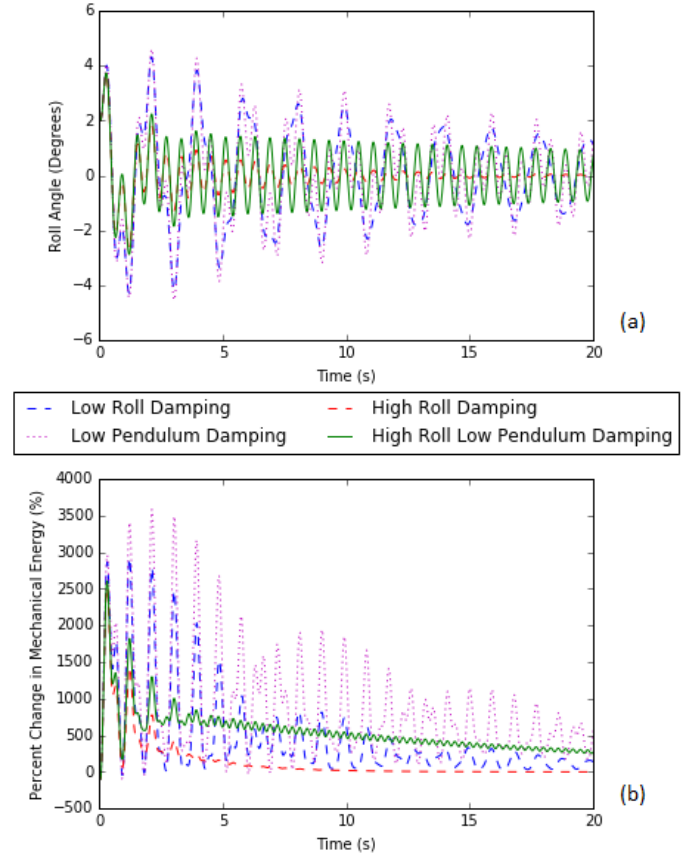 6
4
2
0
−2
−4
−6
Roll Angle (Degrees)
0 5 10 15 20
Time (s)
(a)
Low Roll Damping High Roll Damping
Low Pendulum Damping High Roll Low Pendulum Damping
4000
3500
3000
2500
2000
1500
1000
500
0
−500
Percent Change in Mechanical Energy (%)
0 5 10 15 20
Time (s)
(b)